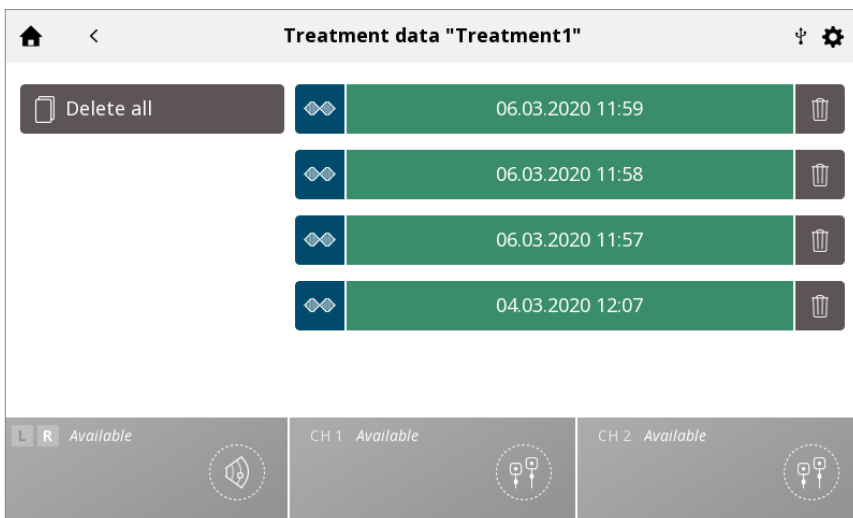 Treatment data "Treatment1"
Delete all
06.03.2020 11:59
06.03.2020 11:58
06.03.2020 11:57
04.03.2020 12:07
L R Available
CH 1 Available
CH 2 Available